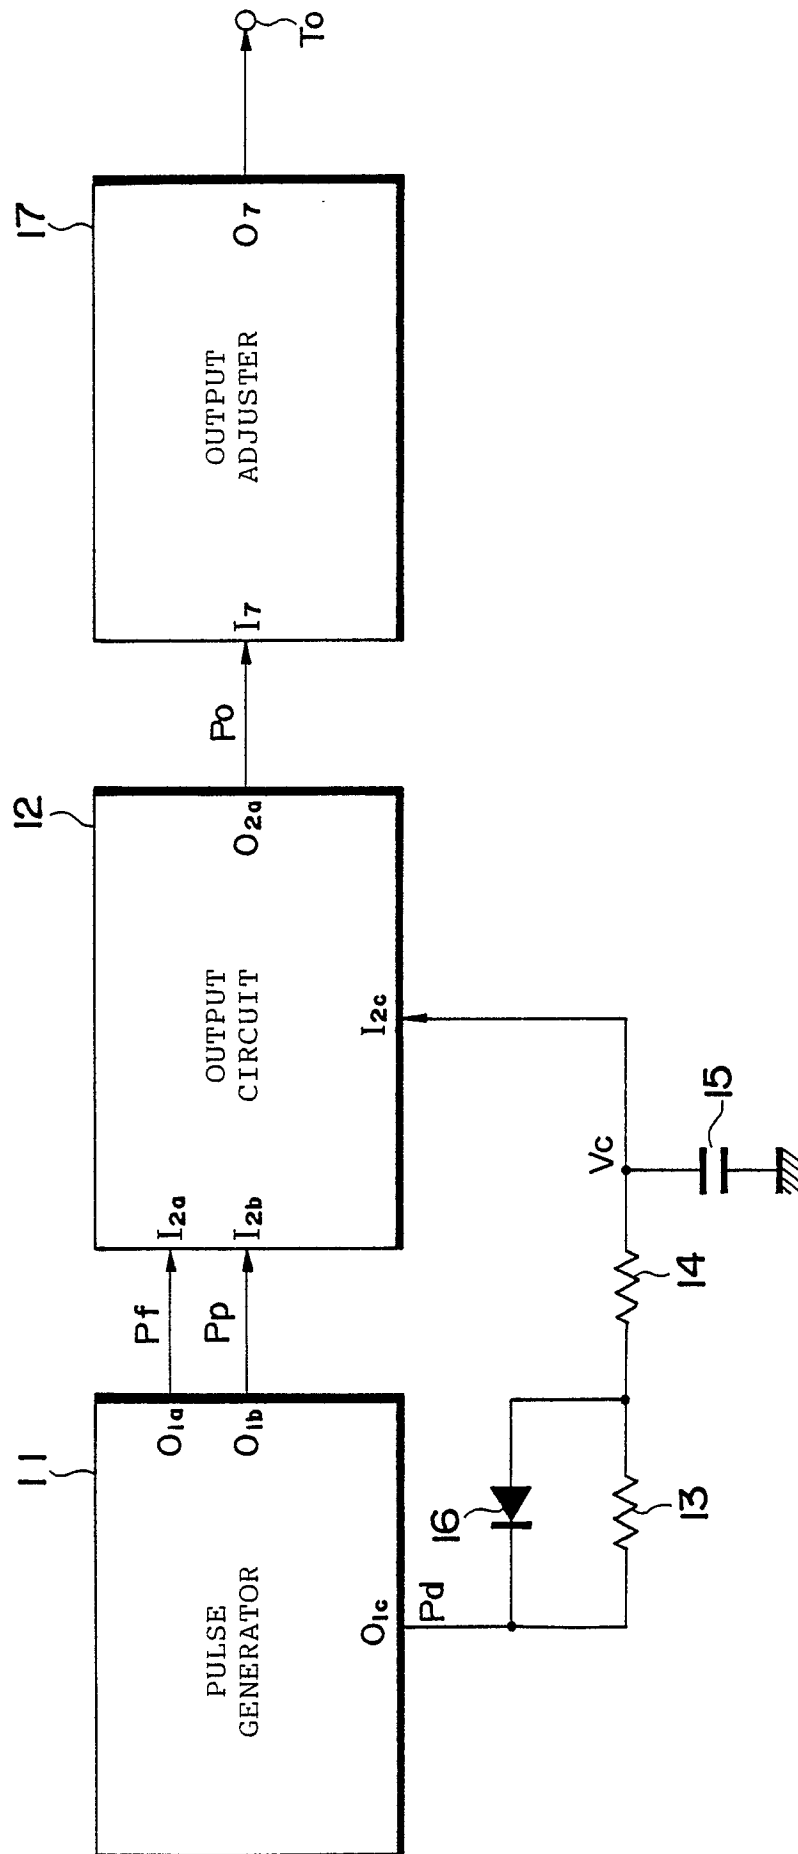 11
PULSE
GENERATOR
O1a
O1b
O1c
Pf
Pp
Pd
16
13
14
Vc
15
12
I2a
I2b
OUTPUT
CIRCUIT
I2c
O2a
Po
17
I7
OUTPUT
ADJUSTER
O7
To